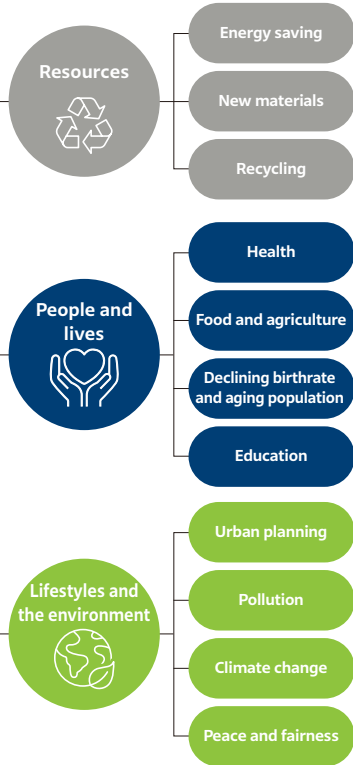 Resources
Energy saving
New materials
Recycling
People and
lives
Health
Food and agriculture
Declining birthrate
and aging population
Education
Lifestyles and
the environment
Urban planning
Pollution
Climate change
Peace and fairness